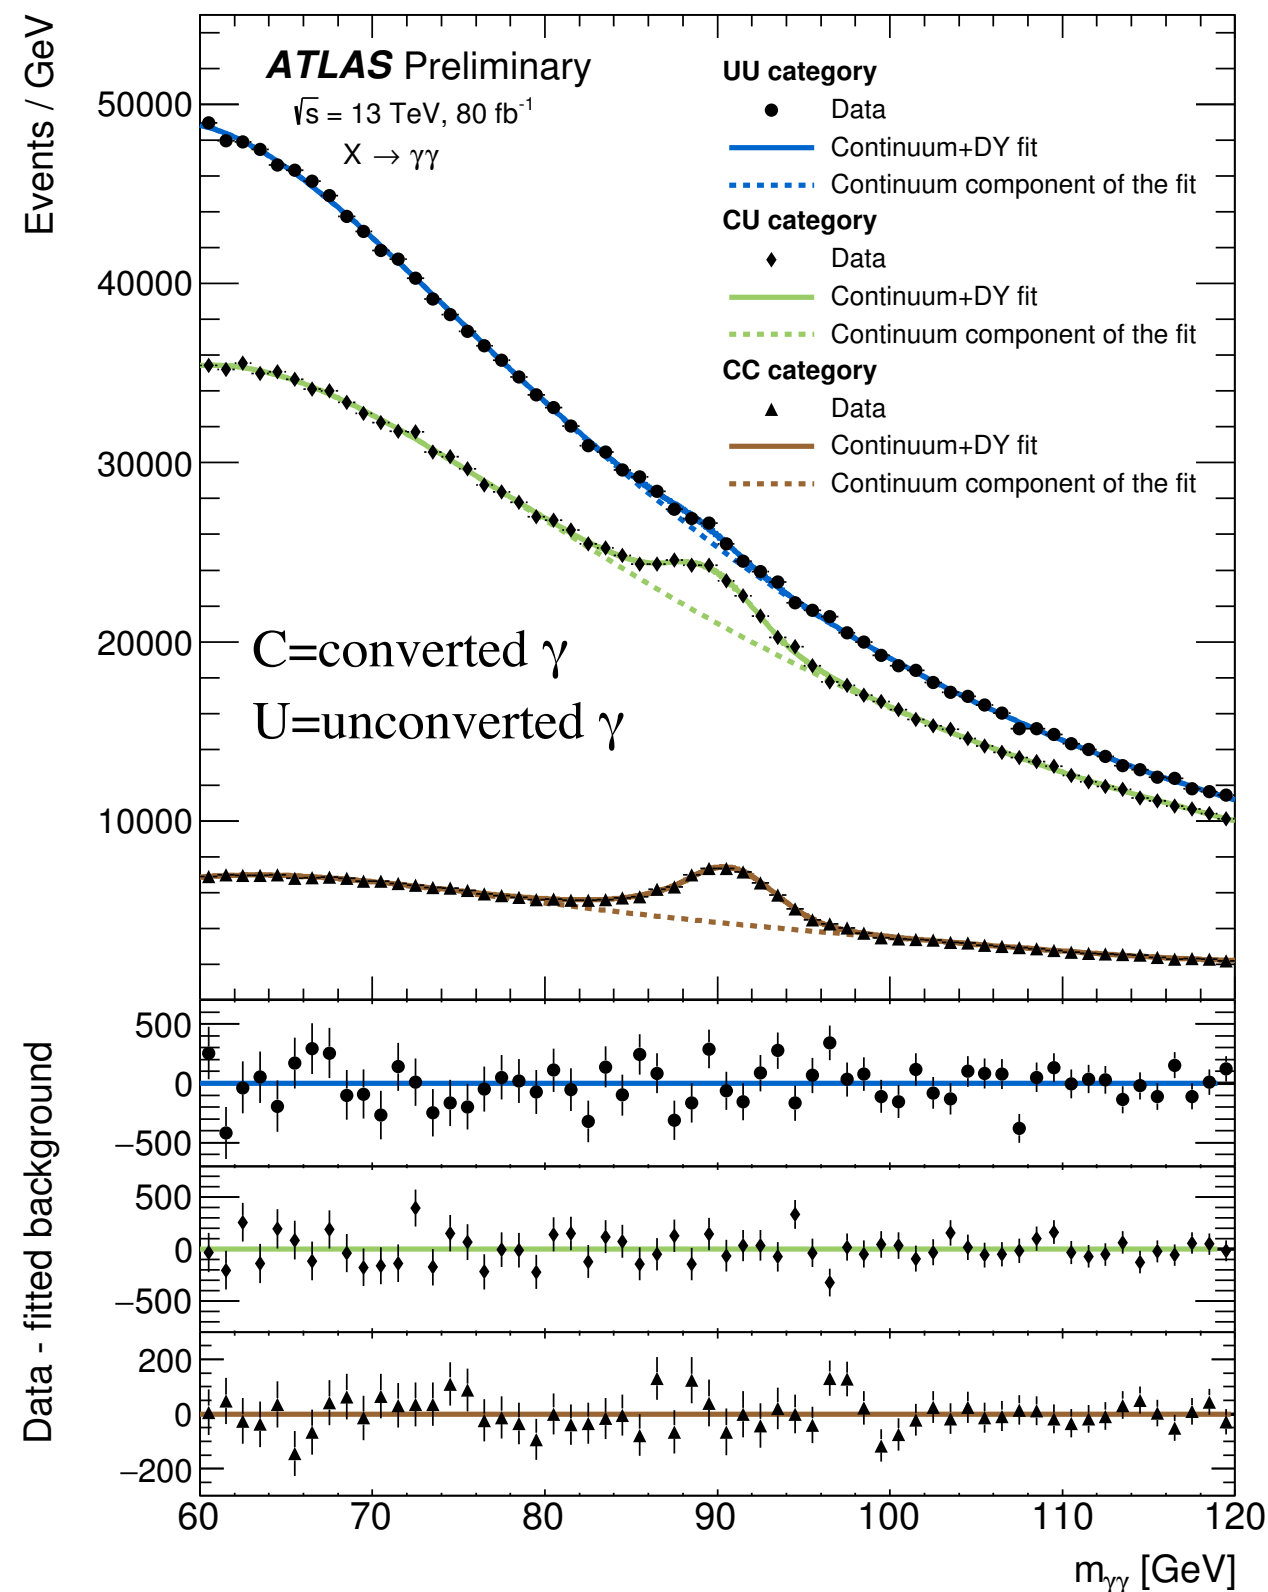 Events / GeV
ATLAS Preliminary
√s = 13 TeV, 80 fb⁻¹
X → γγ
UU category
Data
Continuum+DY fit
Continuum component of the fit
CU category
Data
Continuum+DY fit
Continuum component of the fit
CC category
Data
Continuum+DY fit
Continuum component of the fit
50000
40000
30000
20000
10000
C=converted γ
U=unconverted γ
Data - fitted background
500
0
−500
500
0
−500
200
0
−200
60 70 80 90 100 110 120
mγγ [GeV]